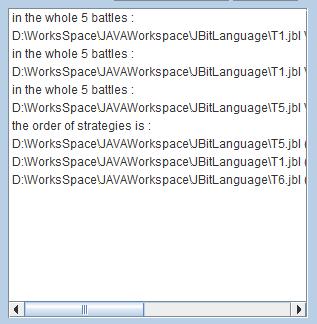 in the whole 5 battles :
D:\WorksSpace\JAVAWorkspace\JBitLanguage\T1.jbl
in the whole 5 battles :
D:\WorksSpace\JAVAWorkspace\JBitLanguage\T1.jbl
in the whole 5 battles :
D:\WorksSpace\JAVAWorkspace\JBitLanguage\T5.jbl
the order of strategies is :
D:\WorksSpace\JAVAWorkspace\JBitLanguage\T5.jbl (
D:\WorksSpace\JAVAWorkspace\JBitLanguage\T1.jbl (
D:\WorksSpace\JAVAWorkspace\JBitLanguage\T6.jbl (